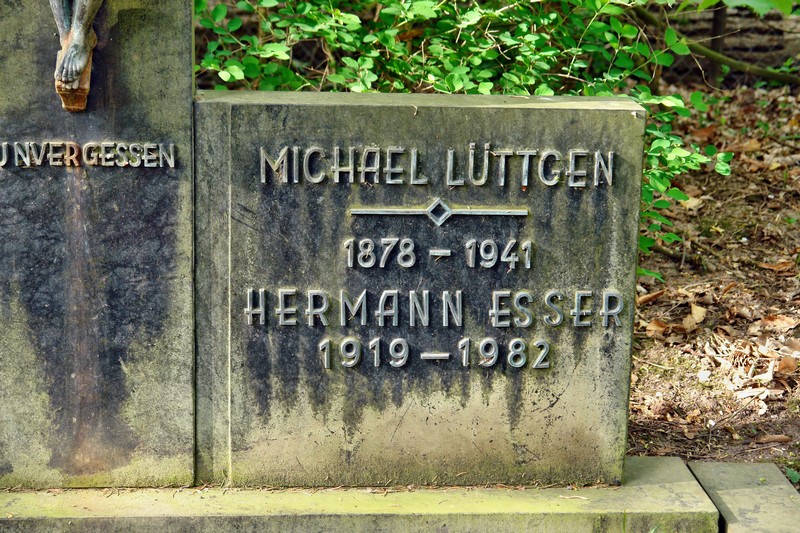 UNVERGESSEN
MICHAEL LÜTTGEN
1878 – 1941
HERMANN ESSER
1919 – 1982